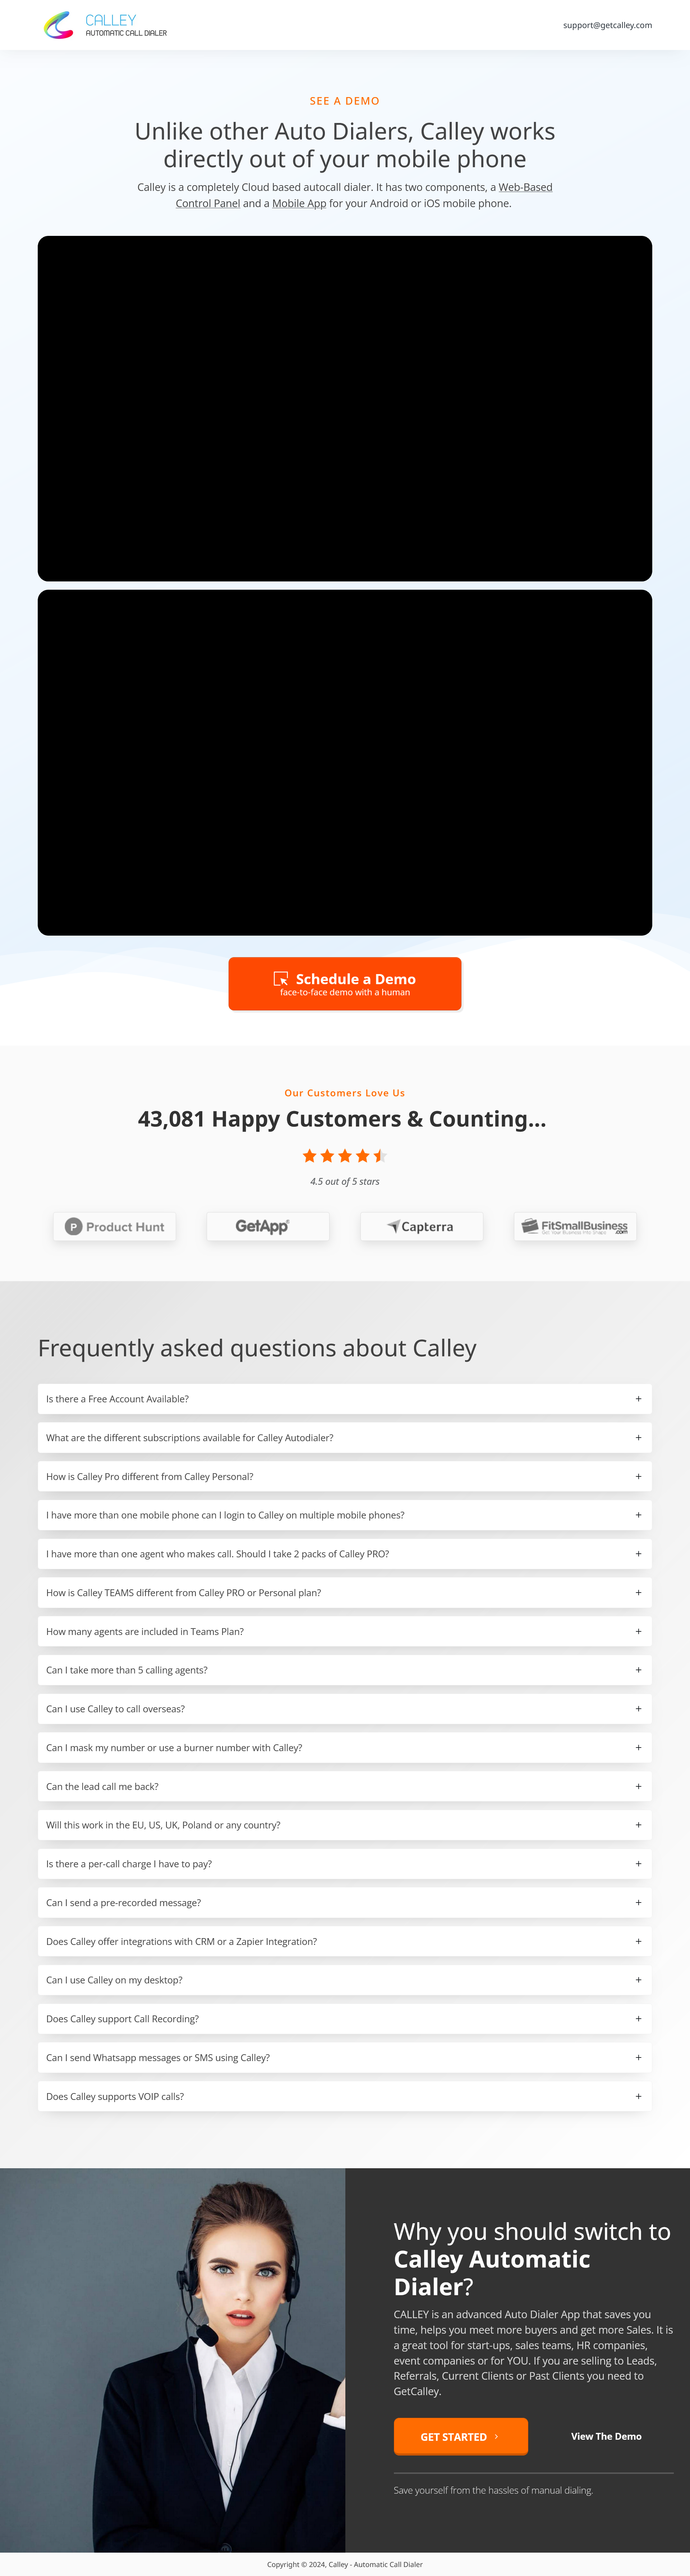 CALLEY
AUTOMATIC CALL DIALER
support@getcalley.com
SEE A DEMO
Unlike other Auto Dialers, Calley works
directly out of your mobile phone
Calley is a completely Cloud based autocall dialer. It has two components, a Web-Based
Control Panel and a Mobile App for your Android or iOS mobile phone.
Schedule a Demo
face-to-face demo with a human
Our Customers Love Us
43,081 Happy Customers & Counting...
4.5 out of 5 stars
P Product Hunt
GetApp
Capterra
FitSmallBusiness
Get Your Business Into Shape! .com
Frequently asked questions about Calley
Is there a Free Account Available? +
What are the different subscriptions available for Calley Autodialer? +
How is Calley Pro different from Calley Personal? +
I have more than one mobile phone can I login to Calley on multiple mobile phones? +
I have more than one agent who makes call. Should I take 2 packs of Calley PRO? +
How is Calley TEAMS different from Calley PRO or Personal plan? +
How many agents are included in Teams Plan? +
Can I take more than 5 calling agents? +
Can I use Calley to call overseas? +
Can I mask my number or use a burner number with Calley? +
Can the lead call me back? +
Will this work in the EU, US, UK, Poland or any country? +
Is there a per-call charge I have to pay? +
Can I send a pre-recorded message? +
Does Calley offer integrations with CRM or a Zapier Integration? +
Can I use Calley on my desktop? +
Does Calley support Call Recording? +
Can I send Whatsapp messages or SMS using Calley? +
Does Calley supports VOIP calls? +
Why you should switch to
Calley Automatic
Dialer?
CALLEY is an advanced Auto Dialer App that saves you
time, helps you meet more buyers and get more Sales. It is
a great tool for start-ups, sales teams, HR companies,
event companies or for YOU. If you are selling to Leads,
Referrals, Current Clients or Past Clients you need to
GetCalley.
GET STARTED
View The Demo
Save yourself from the hassles of manual dialing.
Copyright © 2024, Calley - Automatic Call Dialer